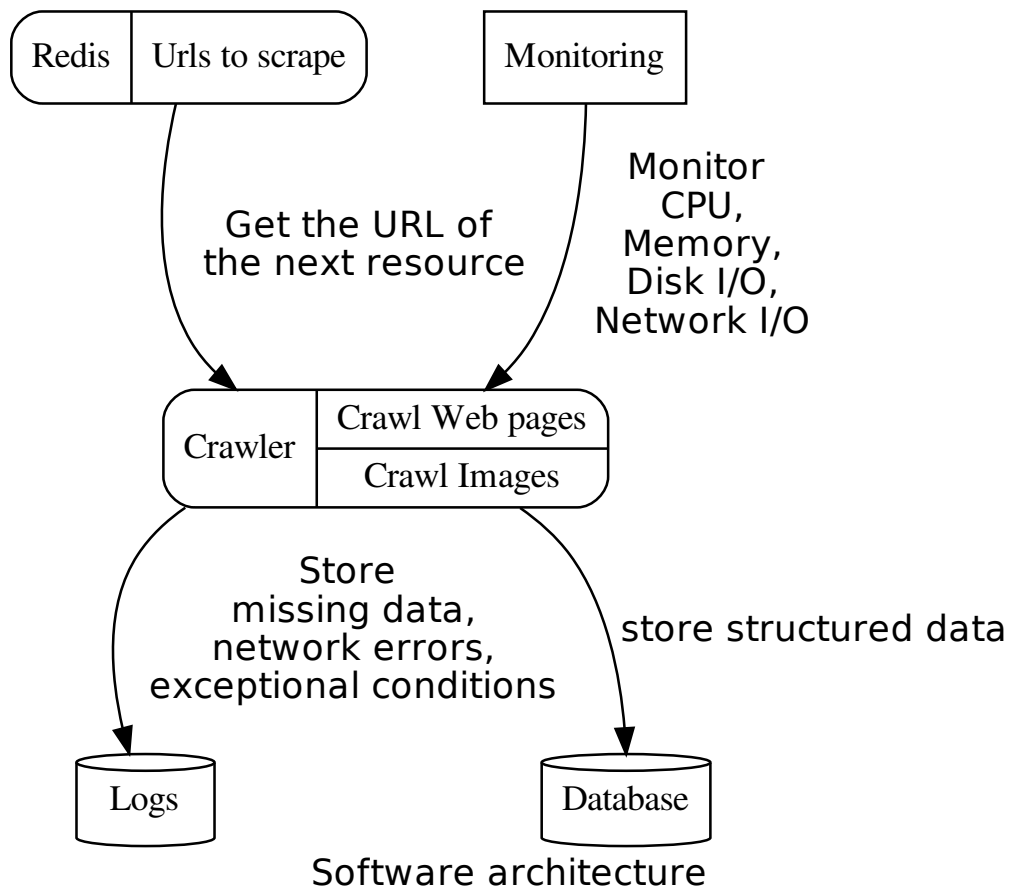 Redis
Urls to scrape
Monitoring
Get the URL of
the next resource
Monitor
CPU,
Memory,
Disk I/O,
Network I/O
Crawler
Crawl Web pages
Crawl Images
Store
missing data,
network errors,
exceptional conditions
store structured data
Logs
Database
Software architecture